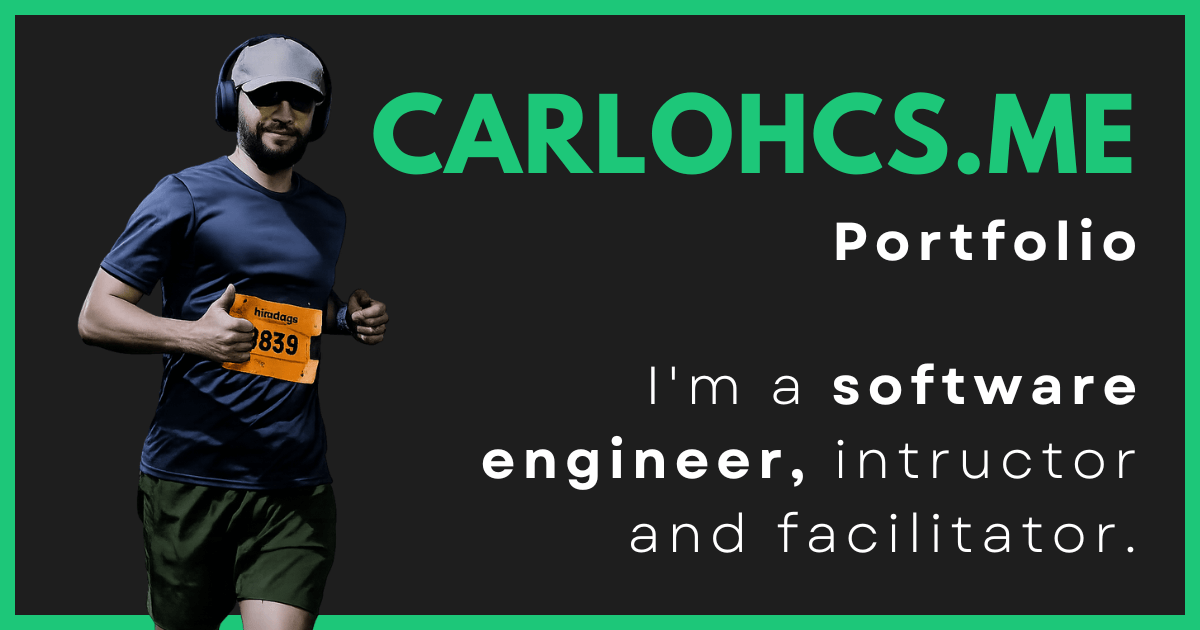 CARLOHCS.ME
Portfolio
himdags
9839
I'm a software
engineer, intructor
and facilitator.